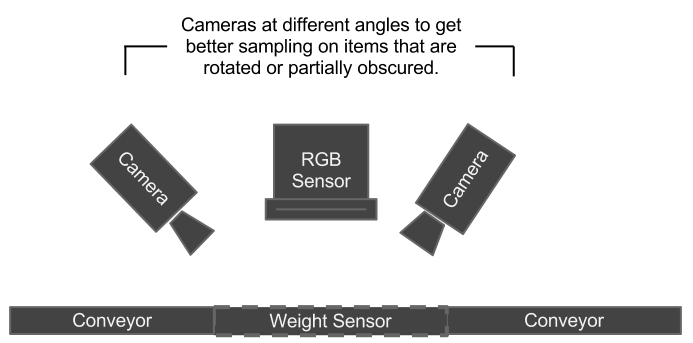 Cameras at different angles to get
better sampling on items that are
rotated or partially obscured.
Camera
RGB
Sensor
Camera
Conveyor
Weight Sensor
Conveyor